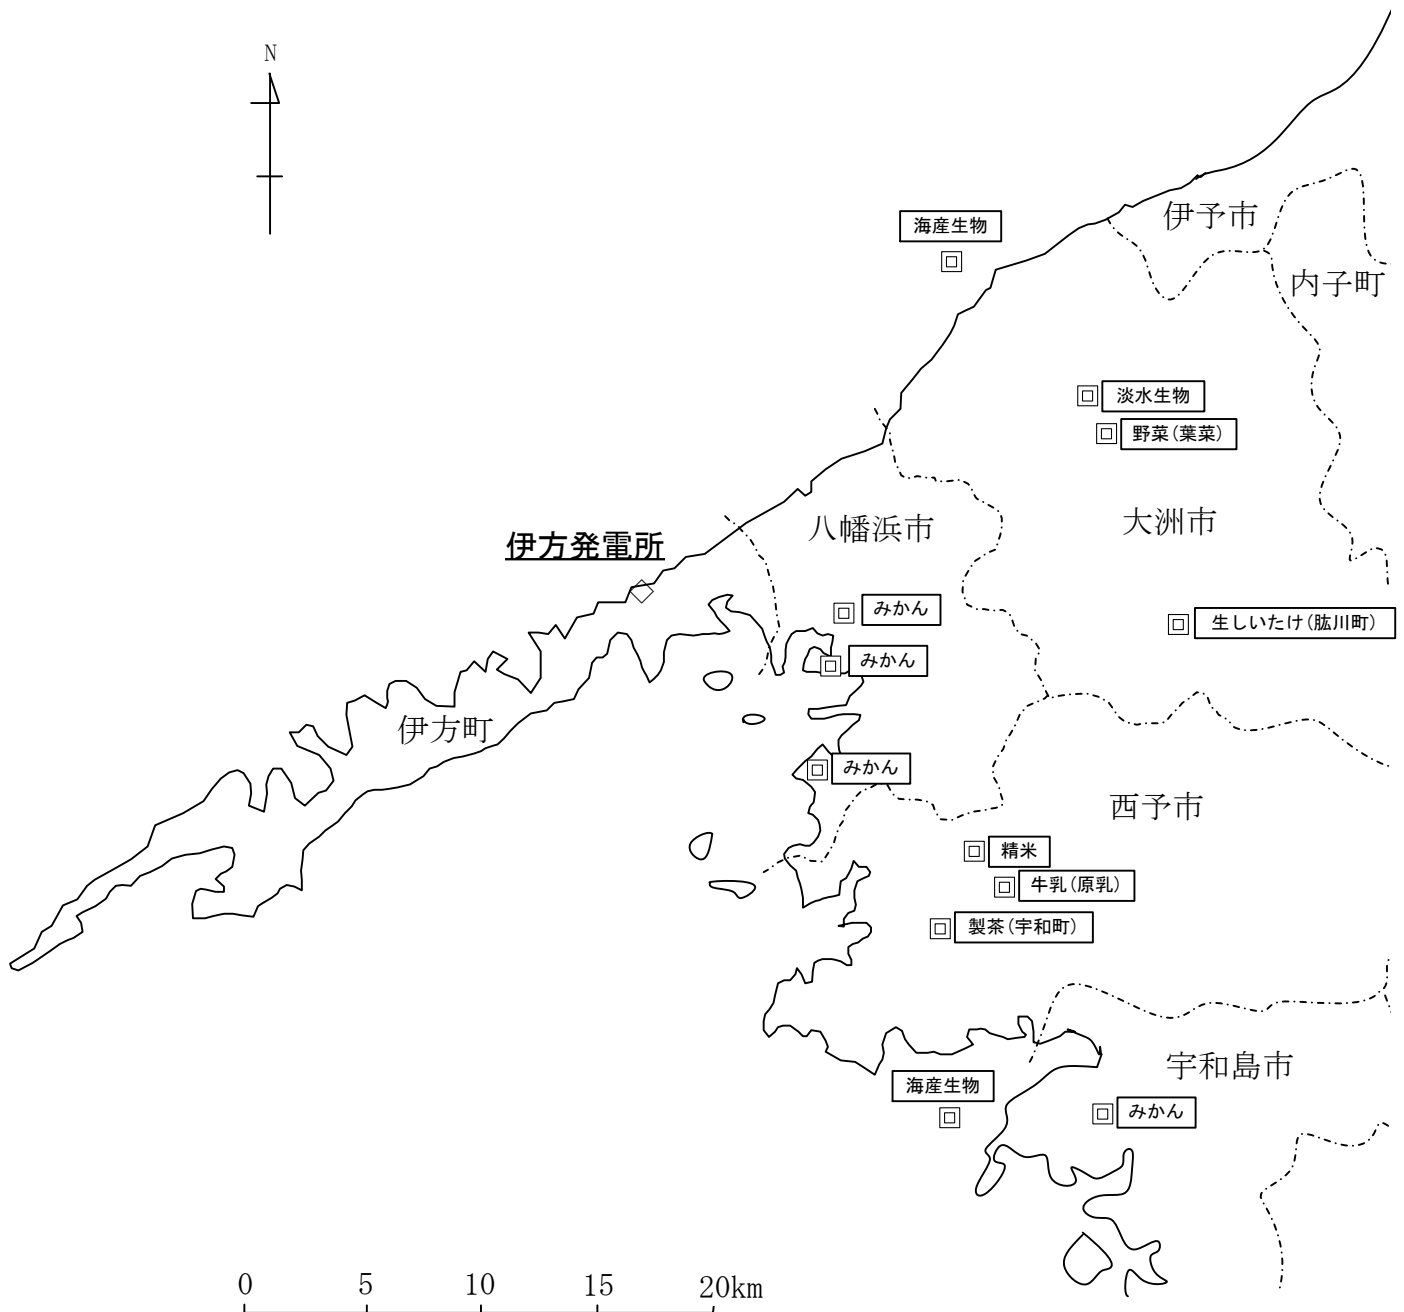 N
伊予市
海産生物
内子町
淡水生物
野菜(葉菜)
大洲市
八幡浜市
伊方発電所
みかん
生しいたけ(肱川町)
みかん
伊方町
みかん
西予市
精米
牛乳(原乳)
製茶(宇和町)
宇和島市
海産生物
みかん
0 5 10 15 20km